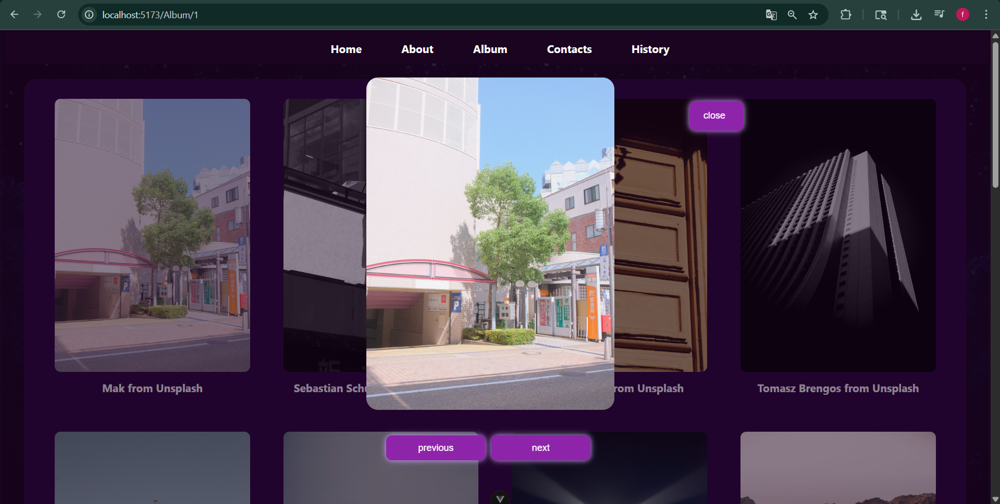 localhost:5173/Album/1
f
Home About Album Contacts History
close
P
Mak from Unsplash
Sebastian Schu
rom Unsplash
Tomasz Brengos from Unsplash
P
previous
next